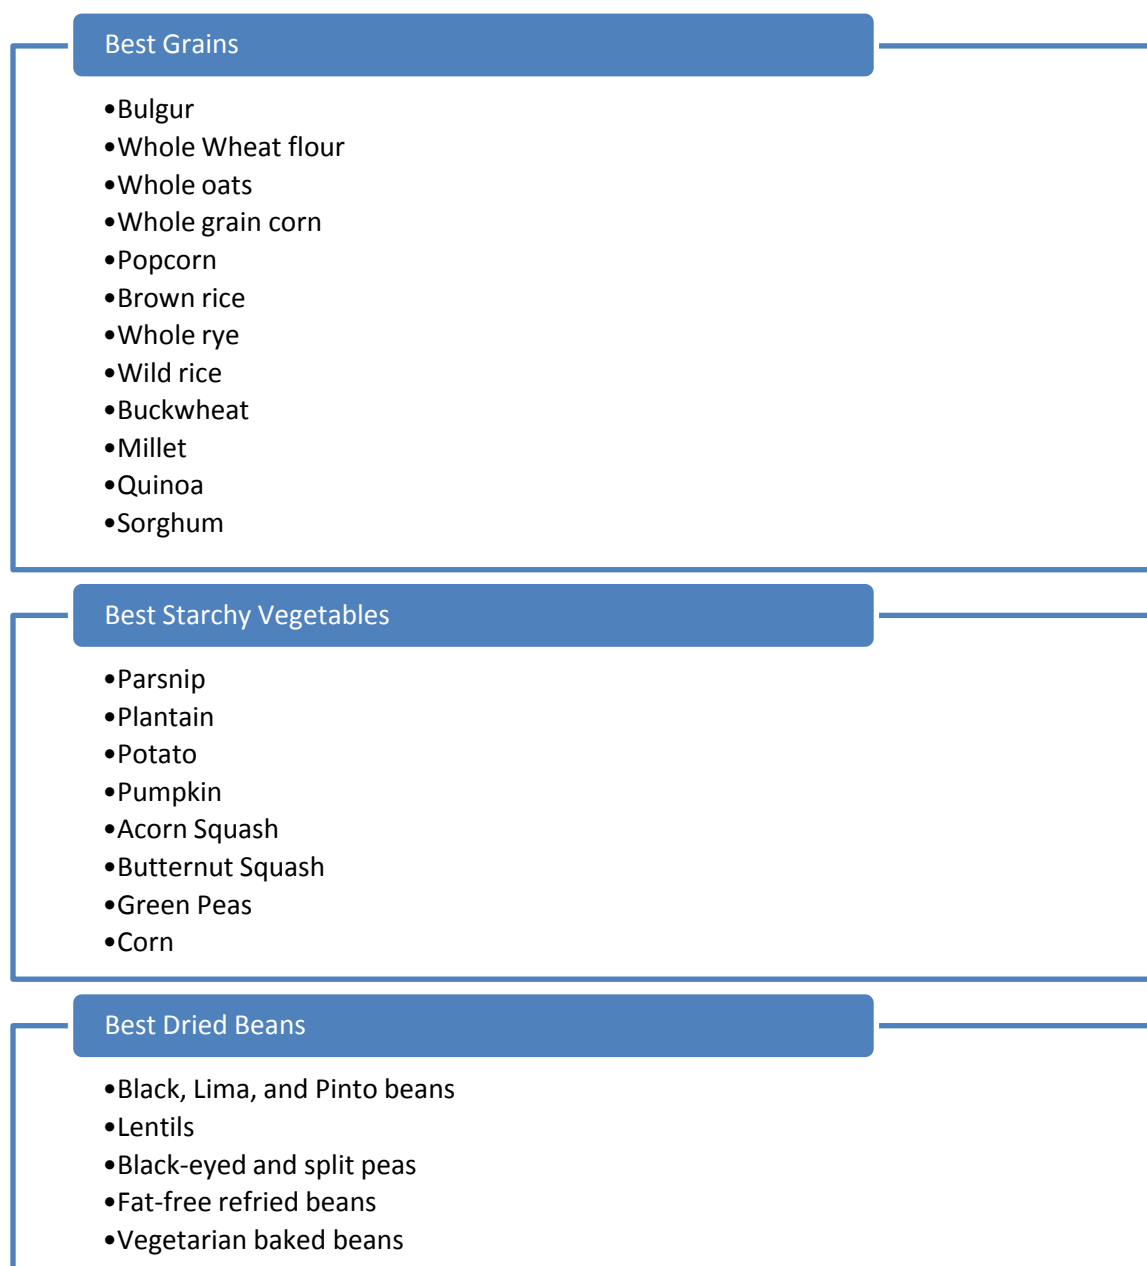 Best Grains
•Bulgur
•Whole Wheat flour
•Whole oats
•Whole grain corn
•Popcorn
•Brown rice
•Whole rye
•Wild rice
•Buckwheat
•Millet
•Quinoa
•Sorghum
Best Starchy Vegetables
•Parsnip
•Plantain
•Potato
•Pumpkin
•Acorn Squash
•Butternut Squash
•Green Peas
•Corn
Best Dried Beans
•Black, Lima, and Pinto beans
•Lentils
•Black-eyed and split peas
•Fat-free refried beans
•Vegetarian baked beans